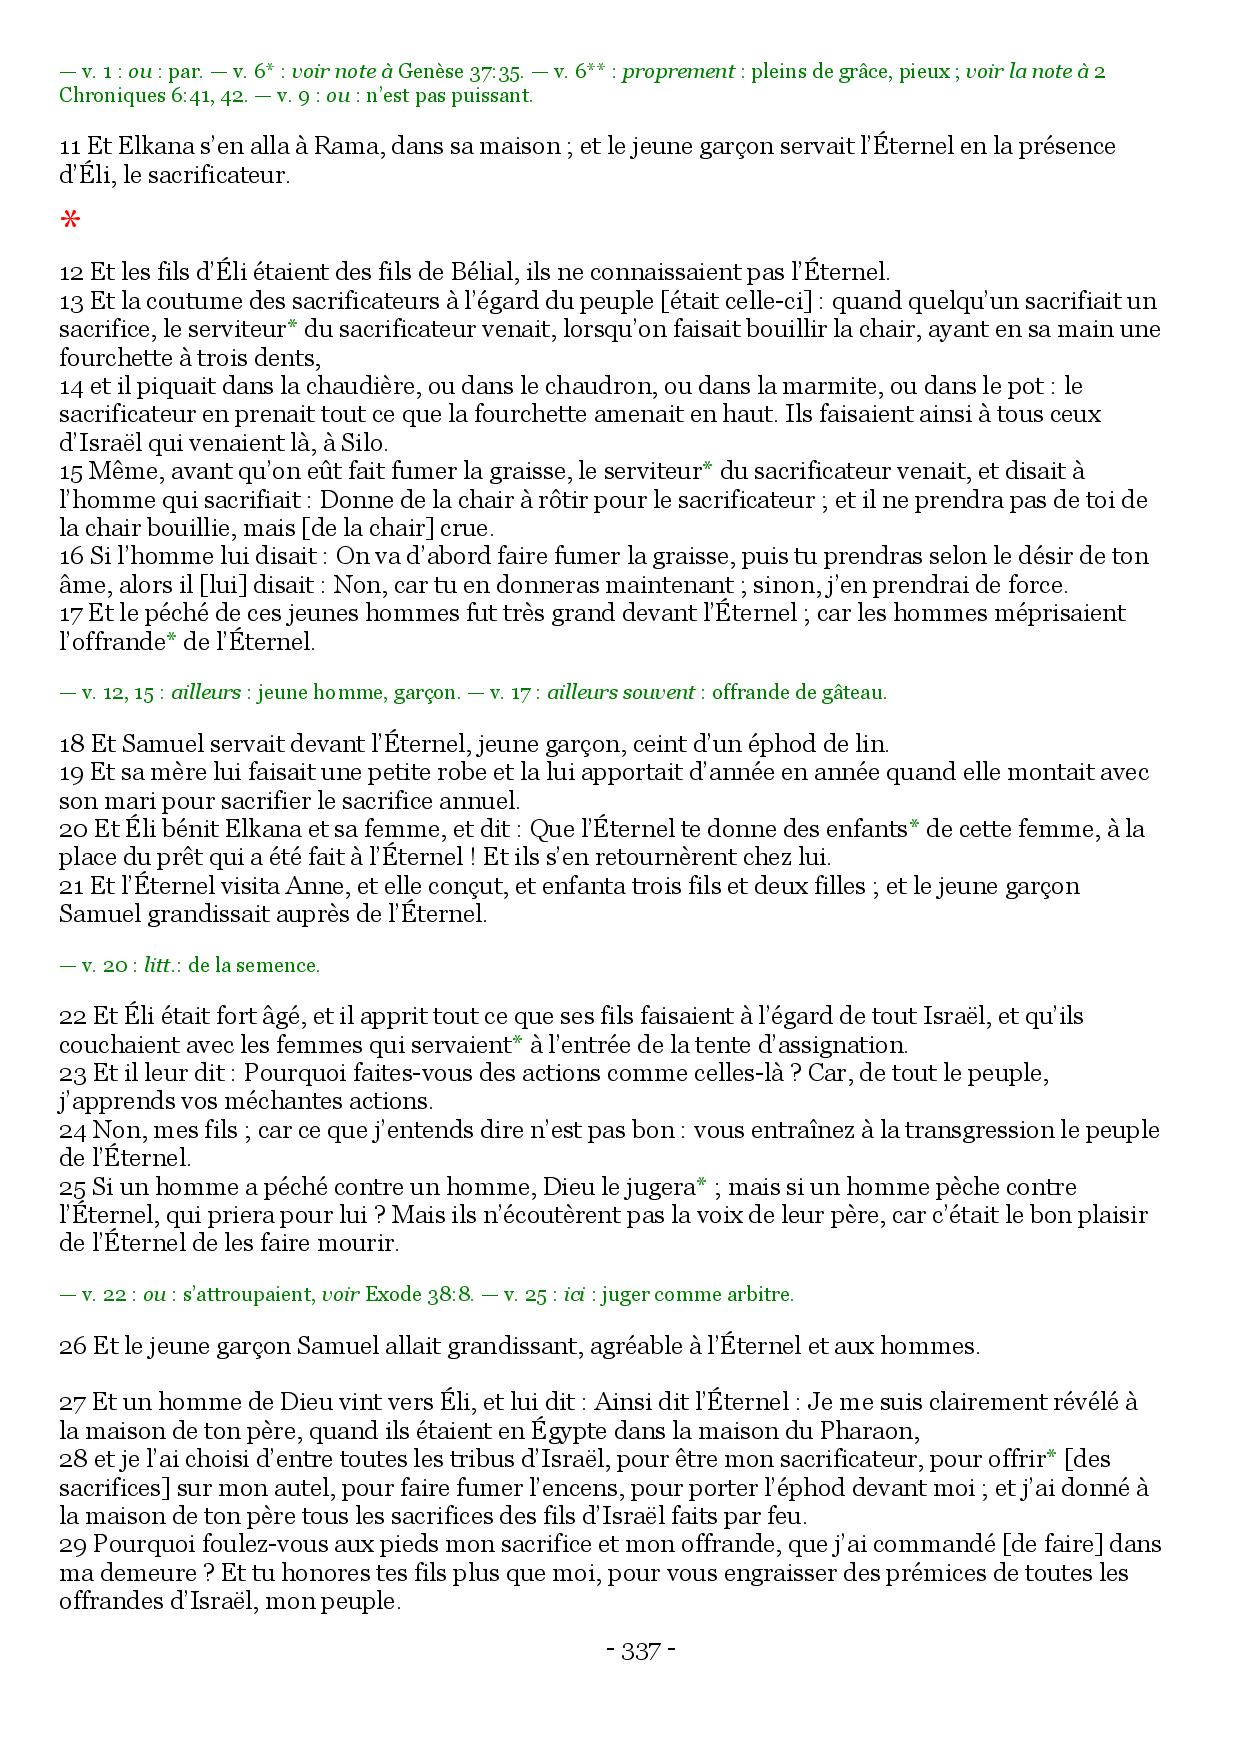 — v. 1 : ou : par. — v. 6* : voir note à Genèse 37:35. — v. 6** : proprement : pleins de grâce, pieux ; voir la note à 2
Chroniques 6:41, 42. — v. 9 : ou : n’est pas puissant.
11 Et Elkana s’en alla à Rama, dans sa maison ; et le jeune garçon servait l’Éternel en la présence
d’Éli, le sacrificateur.
*
12 Et les fils d’Éli étaient des fils de Bélial, ils ne connaissaient pas l’Éternel.
13 Et la coutume des sacrificateurs à l’égard du peuple [était celle-ci] : quand quelqu’un sacrifiait un
sacrifice, le serviteur* du sacrificateur venait, lorsqu’on faisait bouillir la chair, ayant en sa main une
fourchette à trois dents,
14 et il piquait dans la chaudière, ou dans le chaudron, ou dans la marmite, ou dans le pot : le
sacrificateur en prenait tout ce que la fourchette amenait en haut. Ils faisaient ainsi à tous ceux
d’Israël qui venaient là, à Silo.
15 Même, avant qu’on eût fait fumer la graisse, le serviteur* du sacrificateur venait, et disait à
l’homme qui sacrifiait : Donne de la chair à rôtir pour le sacrificateur ; et il ne prendra pas de toi de
la chair bouillie, mais [de la chair] crue.
16 Si l’homme lui disait : On va d’abord faire fumer la graisse, puis tu prendras selon le désir de ton
âme, alors il [lui] disait : Non, car tu en donneras maintenant ; sinon, j’en prendrai de force.
17 Et le péché de ces jeunes hommes fut très grand devant l’Éternel ; car les hommes méprisaient
l’offrande* de l’Éternel.
— v. 12, 15 : ailleurs : jeune homme, garçon. — v. 17 : ailleurs souvent : offrande de gâteau.
18 Et Samuel servait devant l’Éternel, jeune garçon, ceint d’un éphod de lin.
19 Et sa mère lui faisait une petite robe et la lui apportait d’année en année quand elle montait avec
son mari pour sacrifier le sacrifice annuel.
20 Et Éli bénit Elkana et sa femme, et dit : Que l’Éternel te donne des enfants* de cette femme, à la
place du prêt qui a été fait à l’Éternel ! Et ils s’en retournèrent chez lui.
21 Et l’Éternel visita Anne, et elle conçut, et enfanta trois fils et deux filles ; et le jeune garçon
Samuel grandissait auprès de l’Éternel.
— v. 20 : litt.: de la semence.
22 Et Éli était fort âgé, et il apprit tout ce que ses fils faisaient à l’égard de tout Israël, et qu’ils
couchaient avec les femmes qui servaient* à l’entrée de la tente d’assignation.
23 Et il leur dit : Pourquoi faites-vous des actions comme celles-là ? Car, de tout le peuple,
j’apprends vos méchantes actions.
24 Non, mes fils ; car ce que j’entends dire n’est pas bon : vous entraînez à la transgression le peuple
de l’Éternel.
25 Si un homme a péché contre un homme, Dieu le jugera* ; mais si un homme pèche contre
l’Éternel, qui priera pour lui ? Mais ils n’écoutèrent pas la voix de leur père, car c’était le bon plaisir
de l’Éternel de les faire mourir.
— v. 22 : ou : s’attroupaient, voir Exode 38:8. — v. 25 : ici : juger comme arbitre.
26 Et le jeune garçon Samuel allait grandissant, agréable à l’Éternel et aux hommes.
27 Et un homme de Dieu vint vers Éli, et lui dit : Ainsi dit l’Éternel : Je me suis clairement révélé à
la maison de ton père, quand ils étaient en Égypte dans la maison du Pharaon,
28 et je l’ai choisi d’entre toutes les tribus d’Israël, pour être mon sacrificateur, pour offrir* [des
sacrifices] sur mon autel, pour faire fumer l’encens, pour porter l’éphod devant moi ; et j’ai donné à
la maison de ton père tous les sacrifices des fils d’Israël faits par feu.
29 Pourquoi foulez-vous aux pieds mon sacrifice et mon offrande, que j’ai commandé [de faire] dans
ma demeure ? Et tu honores tes fils plus que moi, pour vous engraisser des prémices de toutes les
offrandes d’Israël, mon peuple.
- 337 -